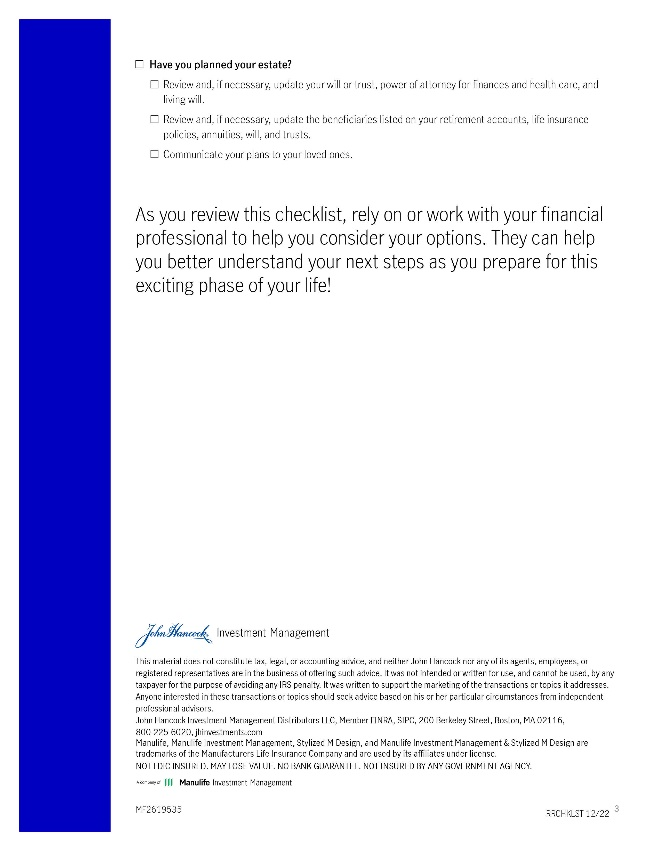 Have you planned your estate?
Review and, if necessary, update your will or trust, power of attorney for finances and health care, and
living will.
Review and, if necessary, update the beneficiaries listed on your retirement accounts, life insurance
policies, annuities, will, and trusts.
Communicate your plans to your loved ones.
As you review this checklist, rely on or work with your financial
professional to help you consider your options. They can help
you better understand your next steps as you prepare for this
exciting phase of your life!
John Hancock Investment Management
This material does not constitute tax, legal, or accounting advice, and neither John Hancock nor any of its agents, employees, or
registered representatives are in the business of offering such advice. It was not intended or written for use, and cannot be used, by any
taxpayer for the purpose of avoiding any IRS penalty. It was written to support the marketing of the transactions or topics it addresses.
Anyone interested in these transactions or topics should seek advice based on his or her particular circumstances from independent
professional advisors.
John Hancock Investment Management Distributors LLC, Member FINRA, SIPC, 200 Berkeley Street, Boston, MA 02116,
800 225 6020, jhinvestments.com
Manulife, Manulife Investment Management, Stylized M Design, and Manulife Investment Management & Stylized M Design are
trademarks of the Manufacturers Life Insurance Company and are used by its affiliates under license.
NOT FDIC INSURED. MAY LOSE VALUE. NO BANK GUARANTEE. NOT INSURED BY ANY GOVERNMENT AGENCY.
A company of Manulife Investment Management
MF2619535
RRCHKLST 12/22 3